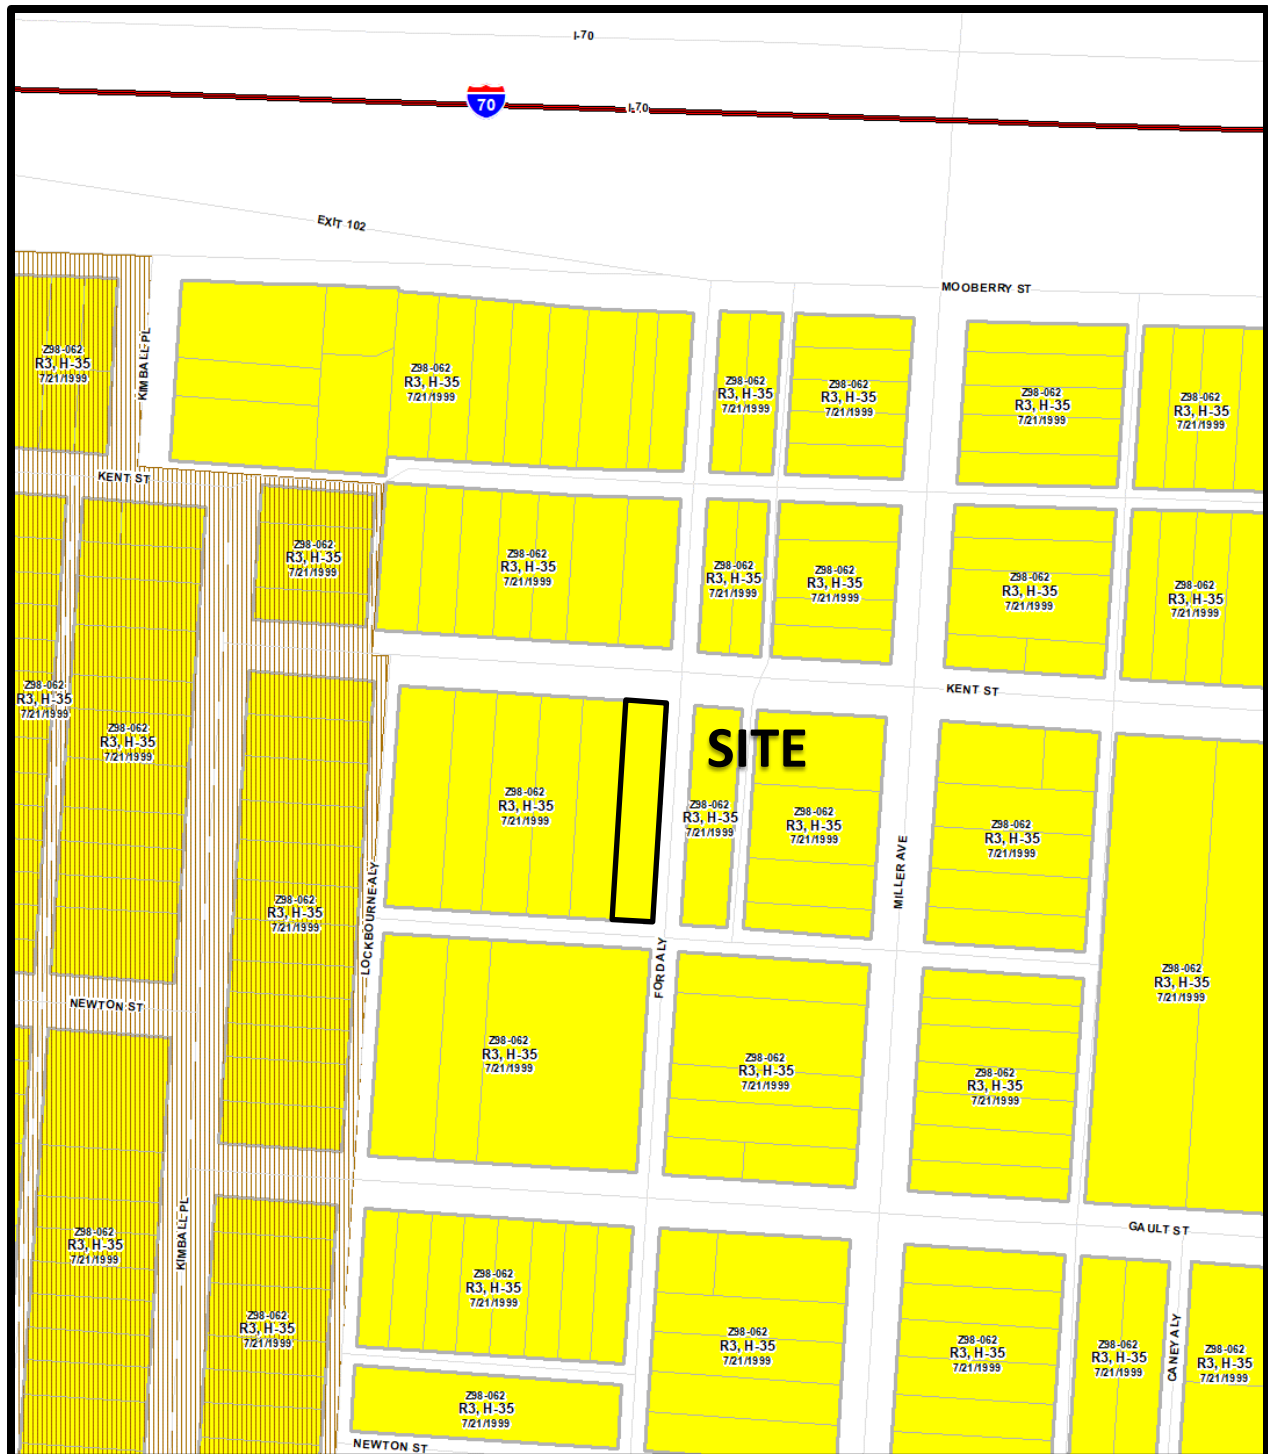 I-70
70
I-70
EXIT 102
MOOBERRY ST
KIMBALL PL
Z98-062
R3, H-35
7/21/1999
Z98-062
R3, H-35
7/21/1999
Z98-062
R3, H-35
7/21/1999
Z98-062
R3, H-35
7/21/1999
Z98-062
R3, H-35
7/21/1999
Z98-062
R3, H-35
7/21/1999
KENT ST
Z98-062
R3, H-35
7/21/1999
Z98-062
R3, H-35
7/21/1999
Z98-062
R3, H-35
7/21/1999
Z98-062
R3, H-35
7/21/1999
Z98-062
R3, H-35
7/21/1999
Z98-062
R3, H-35
7/21/1999
KENT ST
Z98-062
R3, H-35
7/21/1999
Z98-062
R3, H-35
7/21/1999
SITE
Z98-062
R3, H-35
7/21/1999
Z98-062
R3, H-35
7/21/1999
Z98-062
R3, H-35
7/21/1999
Z98-062
R3, H-35
7/21/1999
MILLER AVE
LOCKBOURNE ALY
Z98-062
R3, H-35
7/21/1999
FORD ALY
Z98-062
R3, H-35
7/21/1999
NEWTON ST
Z98-062
R3, H-35
7/21/1999
Z98-062
R3, H-35
7/21/1999
Z98-062
R3, H-35
7/21/1999
KIMBALL PL
GAULT ST
Z98-062
R3, H-35
7/21/1999
Z98-062
R3, H-35
7/21/1999
Z98-062
R3, H-35
7/21/1999
Z98-062
R3, H-35
7/21/1999
Z98-062
R3, H-35
7/21/1999
Z98-062
R3, H-35
7/21/1999
CANEY ALY
Z98-062
R3, H-35
7/21/1999
Z98-062
R3, H-35
7/21/1999
NEWTON ST